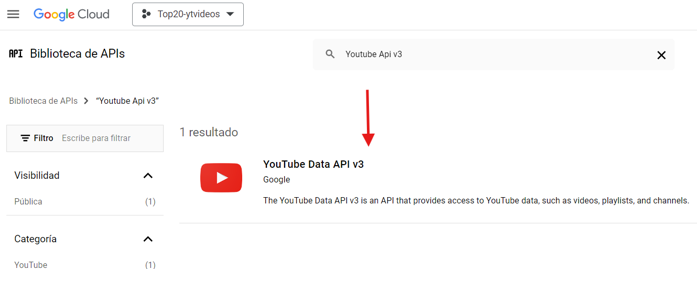 Google Cloud
Top20-ytvideos
API Biblioteca de APIs
Youtube Api v3
Biblioteca de APIs > "Youtube Api v3"
Filtro Escribe para filtrar
1 resultado
YouTube Data API v3
Google
The YouTube Data API v3 is an API that provides access to YouTube data, such as videos, playlists, and channels.
Visibilidad
Pública (1)
Categoría
YouTube (1)